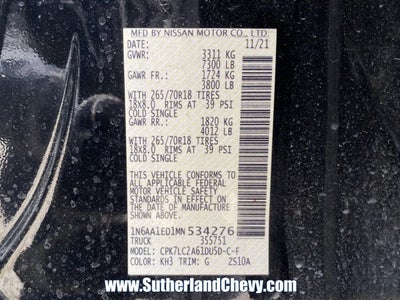 MFD BY NISSAN MOTOR CO., LTD.
DATE: 11/21
GVWR: 3311 KG
7300 LB
GAWR FR.: 1724 KG
3800 LB
WITH 265/70R18 TIRES
18X8.0 RIMS AT 39 PSI
COLD SINGLE
GAWR RR.: 1820 KG
4012 LB
WITH 265/70R18 TIRES
18X8.0 RIMS AT 39 PSI
COLD SINGLE
THIS VEHICLE CONFORMS TO
ALL APPLICABLE FEDERAL
MOTOR VEHICLE SAFETY
STANDARDS IN EFFECT ON
THE DATE OF MANUFACTURE
SHOWN ABOVE.
1N6AA1ED1MN534276
TRUCK 355751
MODEL: CPK7LC2A61DU5D-C-F
COLOR: KH3 TRIM: G ZS10A
www.SutherlandChevy.com